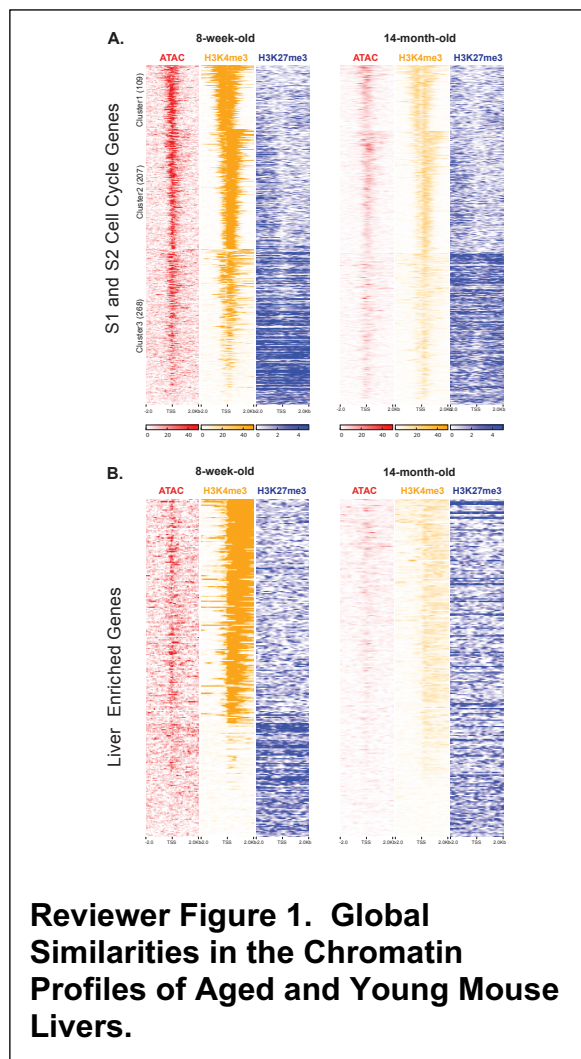 A.
8-week-old
14-month-old
ATAC H3K4me3 H3K27me3
ATAC H3K4me3 H3K27me3
S1 and S2 Cell Cycle Genes
Cluster1 (109)
Cluster2 (207)
Cluster3 (268)
-2.0 TSS 2.0Kb -2.0 TSS 2.0Kb -2.0 TSS 2.0Kb
-2.0 TSS 2.0Kb -2.0 TSS 2.0Kb -2.0 TSS 2.0Kb
0 20 40 0 20 40 0 2 4
0 20 40 0 20 40 0 2 4
B.
8-week-old
14-month-old
ATAC H3K4me3 H3K27me3
ATAC H3K4me3 H3K27me3
Liver Enriched Genes
-2.0 TSS 2.0Kb -2.0 TSS 2.0Kb -2.0 TSS 2.0Kb
-2.0 TSS 2.0Kb -2.0 TSS 2.0Kb -2.0 TSS 2.0Kb
Reviewer Figure 1. Global
Similarities in the Chromatin
Profiles of Aged and Young Mouse
Livers.